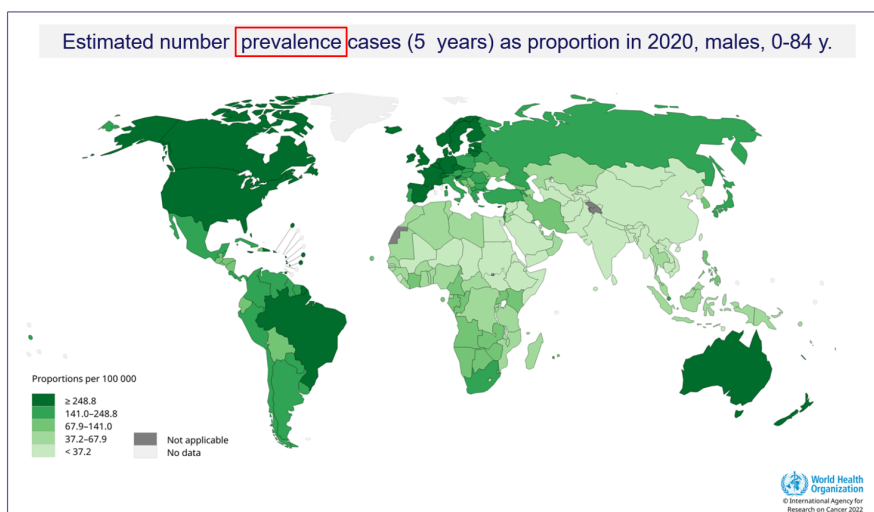 Estimated number prevalence cases (5 years) as proportion in 2020, males, 0-84 y.
Proportions per 100 000
≥ 248.8
141.0–248.8
67.9–141.0
37.2–67.9
< 37.2
Not applicable
No data
World Health
Organization
© International Agency for
Research on Cancer 2022